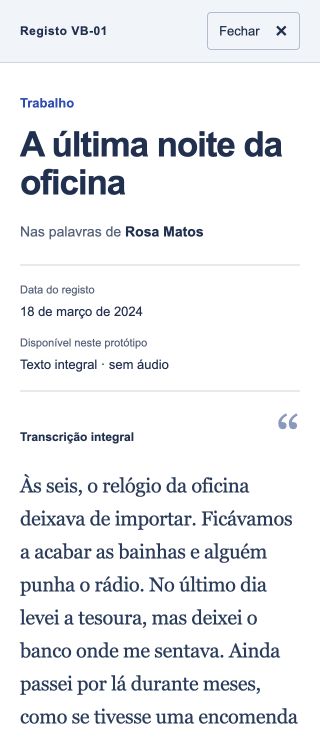 Registo VB-01
Fechar ✕
Trabalho
A última noite da
oficina
Nas palavras de Rosa Matos
Data do registo
18 de março de 2024
Disponível neste protótipo
Texto integral · sem áudio
“
Transcrição integral
Às seis, o relógio da oficina
deixava de importar. Ficávamos
a acabar as bainhas e alguém
punha o rádio. No último dia
levei a tesoura, mas deixei o
banco onde me sentava. Ainda
passei por lá durante meses,
como se tivesse uma encomenda